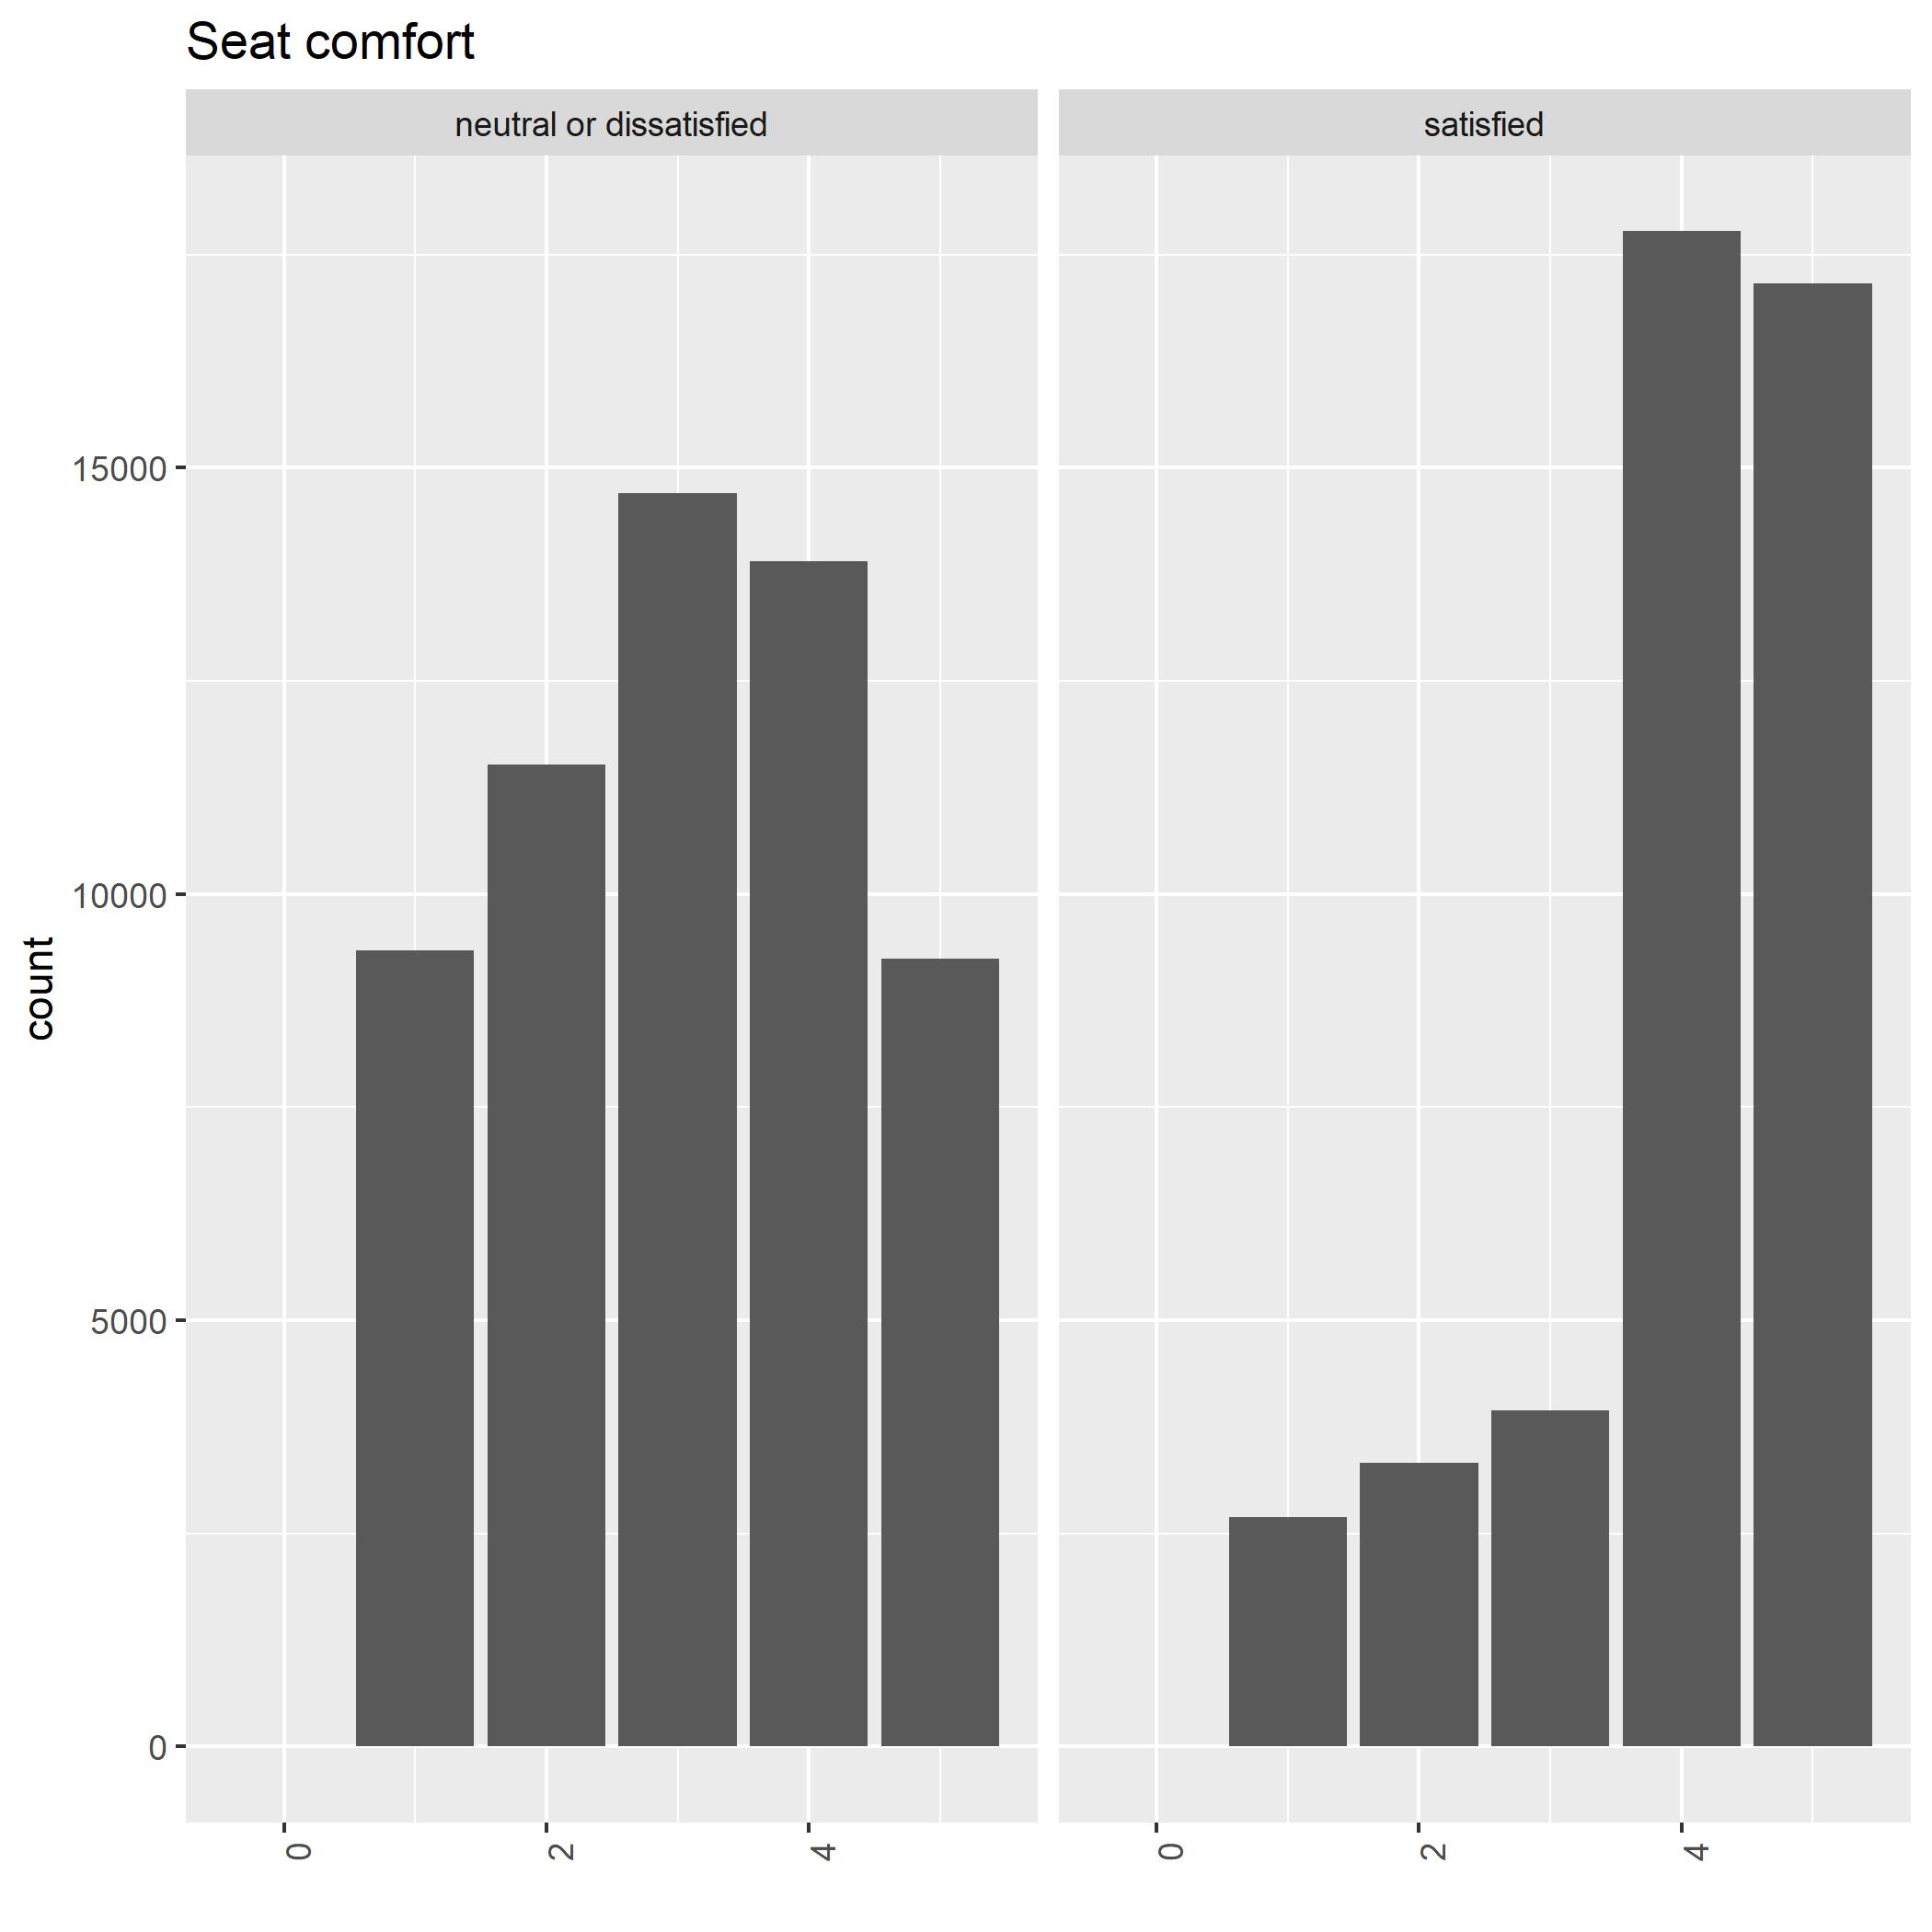 Seat comfort
neutral or dissatisfied
satisfied
15000
10000
5000
0
count
0
2
4
0
2
4